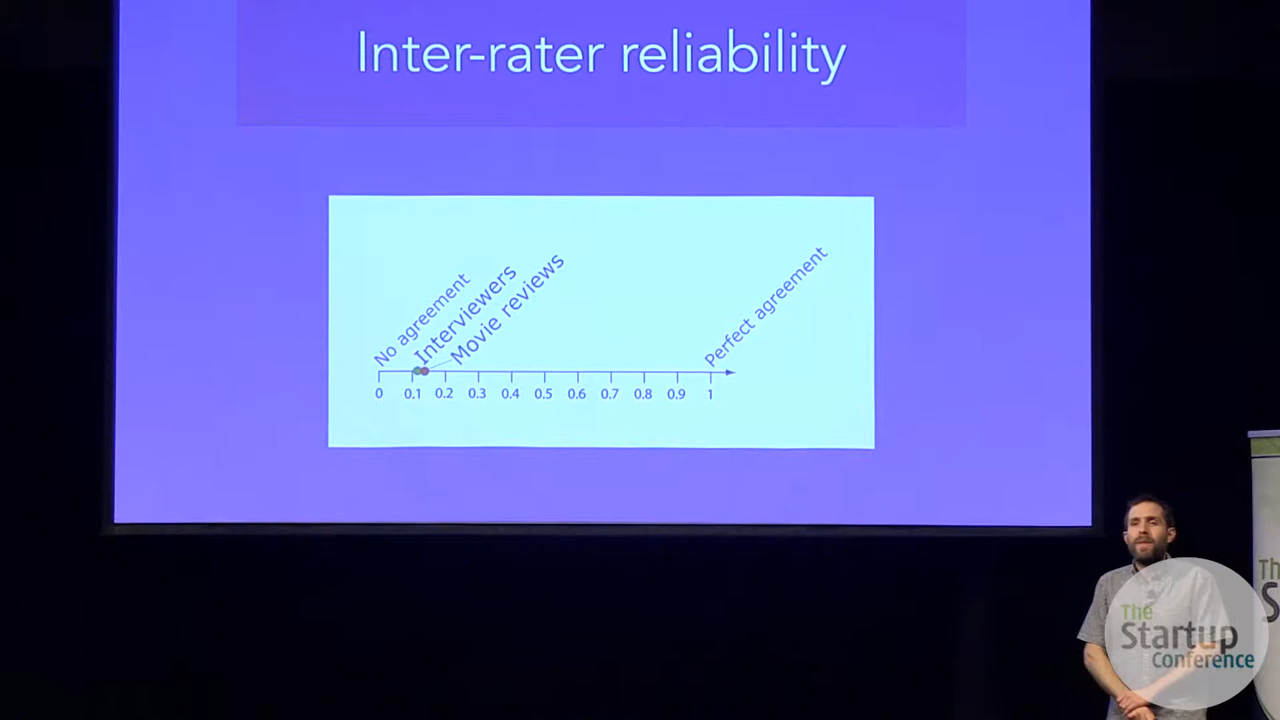 Inter-rater reliability
No agreement
Interviewers
Movie reviews
Perfect agreement
0 0.1 0.2 0.3 0.4 0.5 0.6 0.7 0.8 0.9 1
The
Startup
Conference
Th
S